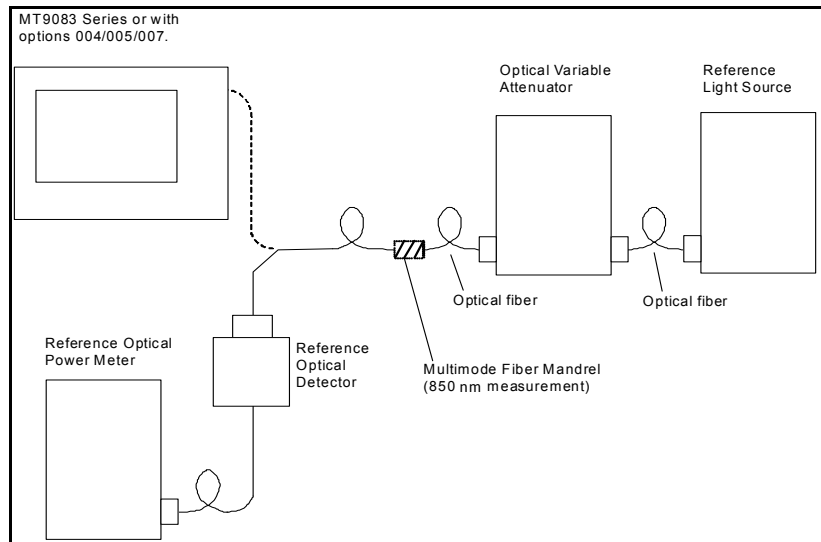 MT9083 Series or with
options 004/005/007.
Optical Variable
Attenuator
Reference
Light Source
Optical fiber
Optical fiber
Reference Optical
Power Meter
Reference
Optical
Detector
Multimode Fiber Mandrel
(850 nm measurement)